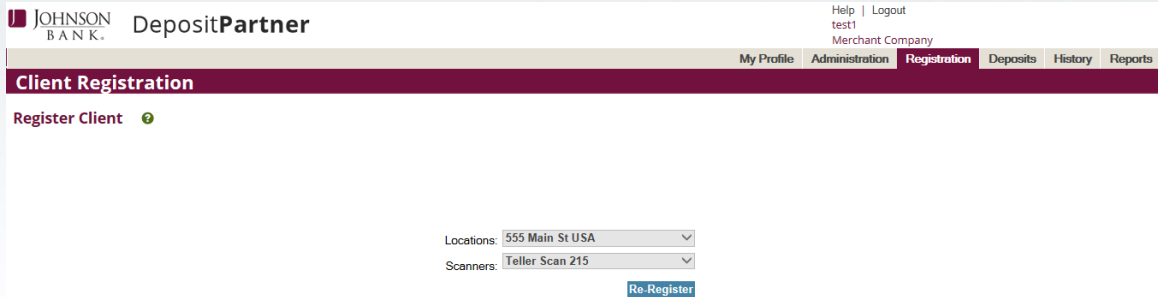 JOHNSON
BANK®
DepositPartner
Help | Logout
test1
Merchant Company
My Profile Administration Registration Deposits History Reports
Client Registration
Register Client ?
Locations: 555 Main St USA
Scanners: Teller Scan 215
Re-Register